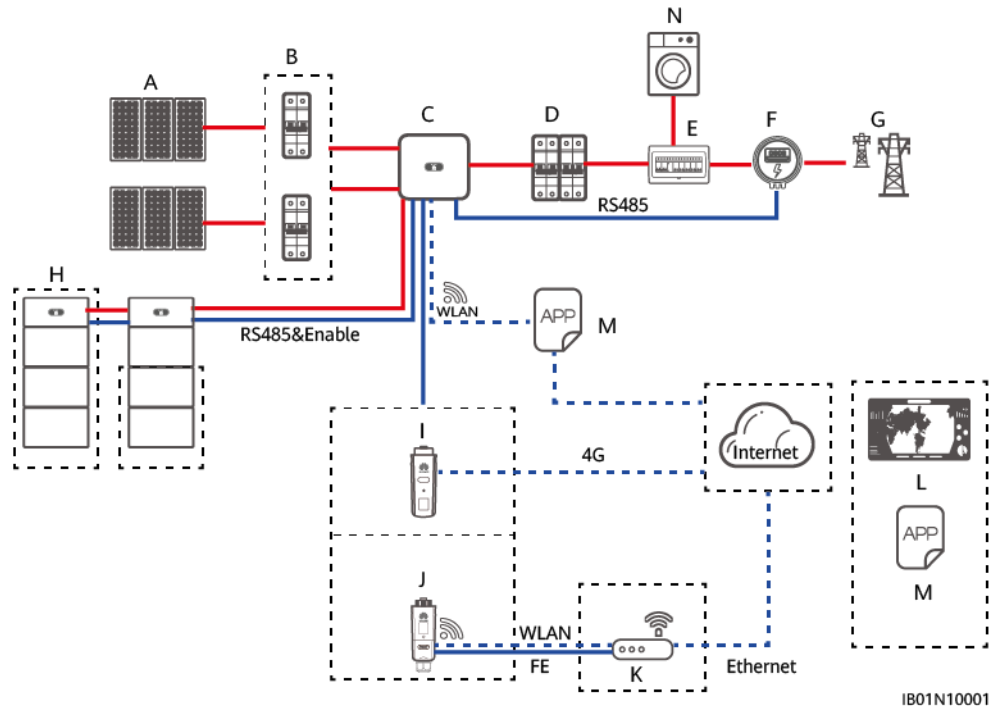 N
A
B
C
D
E
F
G
RS485
H
WLAN
APP
M
RS485&Enable
I
4G
Internet
L
APP
M
J
WLAN
FE
K
Ethernet
IB01N10001